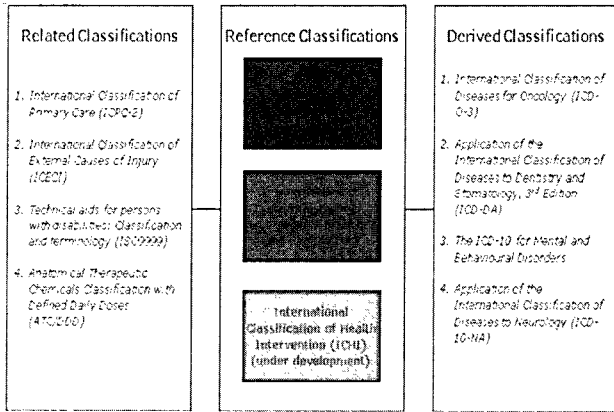 Related Classifications
1. International Classification of
Primary Care (ICPC-2)
2. International Classification of
External Causes of Injury
(ICECI)
3. Technical aids for persons
with disabilities: Classification
and terminology (ISO9999)
4. Anatomical Therapeutic
Chemicals Classification with
Defined Daily Doses
(ATC/DDD)
Reference Classifications
International
Classification of Health
Intervention (ICHI)
(under development)
Derived Classifications
1. International Classification of
Diseases for Oncology (ICD-
O-3)
2. Application of the
International Classification of
Diseases to Dentistry and
Stomatology, 3rd Edition
(ICD-DA)
3. The ICD-10 for Mental and
Behavioural Disorders
4. Application of the
International Classification of
Diseases to Neurology (ICD-
10-NA)